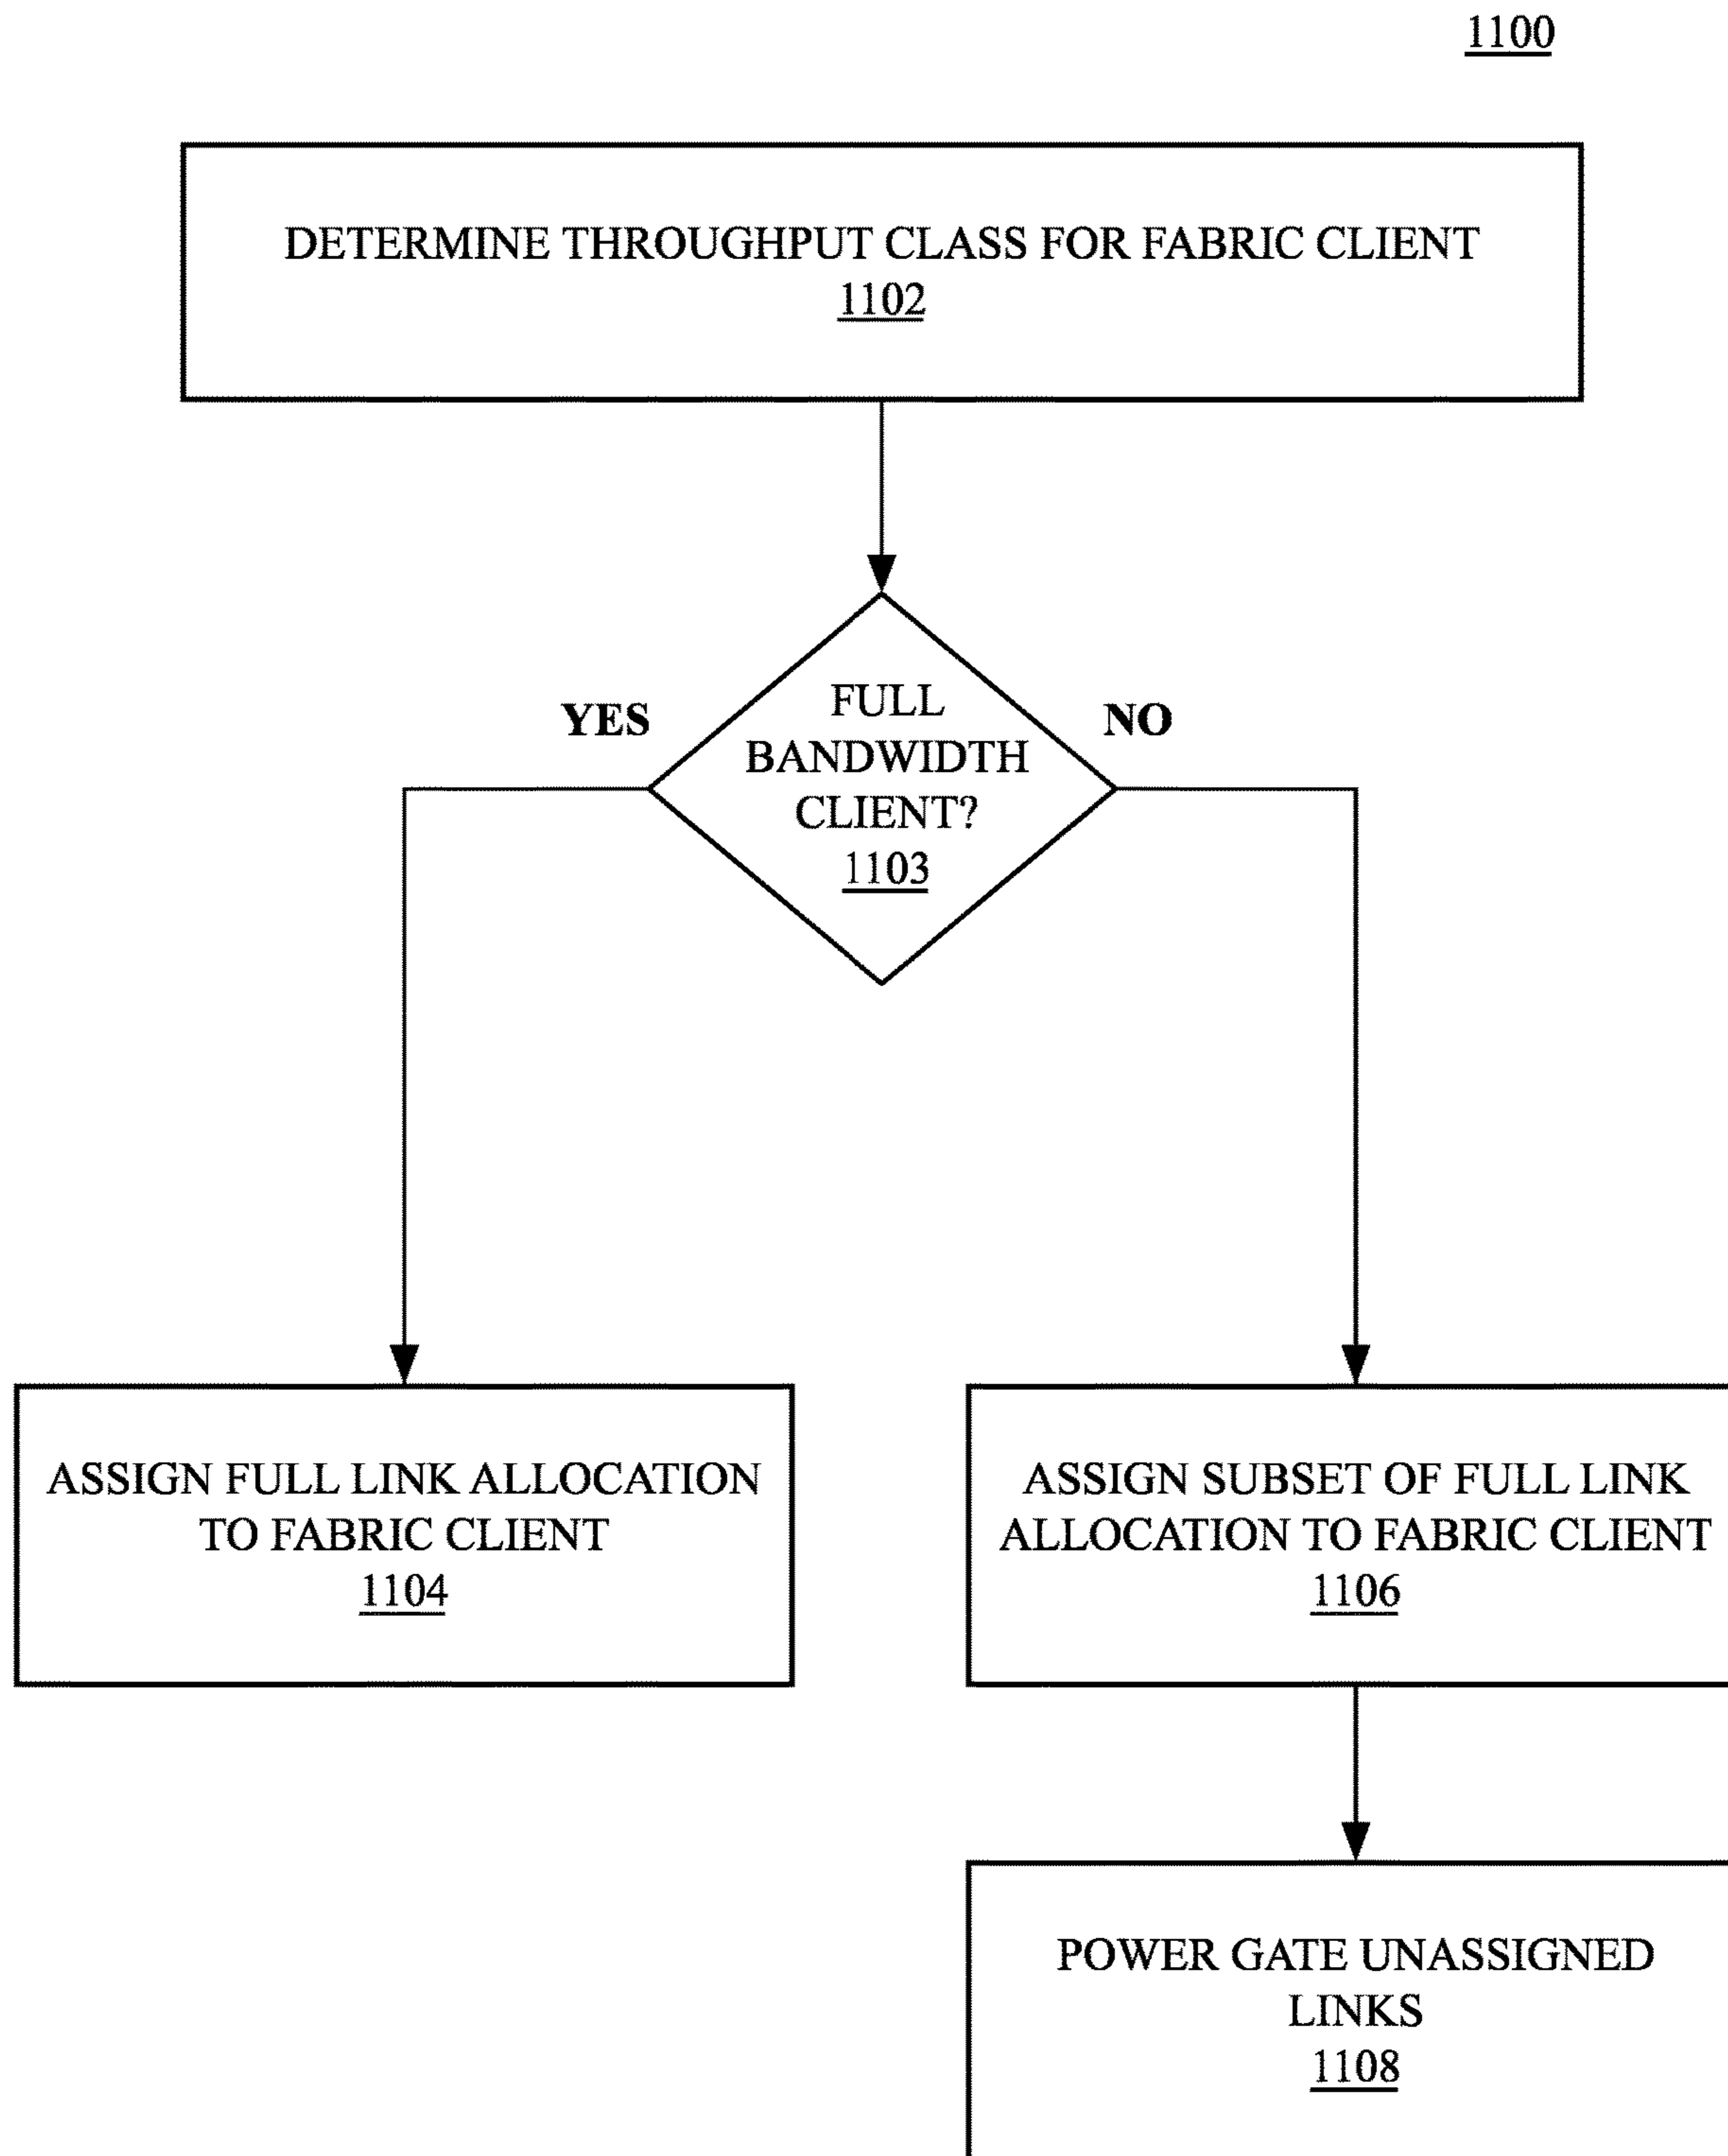 1100
DETERMINE THROUGHPUT CLASS FOR FABRIC CLIENT
1102
YES
NO
FULL
BANDWIDTH
CLIENT?
1103
ASSIGN FULL LINK ALLOCATION
TO FABRIC CLIENT
1104
ASSIGN SUBSET OF FULL LINK
ALLOCATION TO FABRIC CLIENT
1106
POWER GATE UNASSIGNED
LINKS
1108